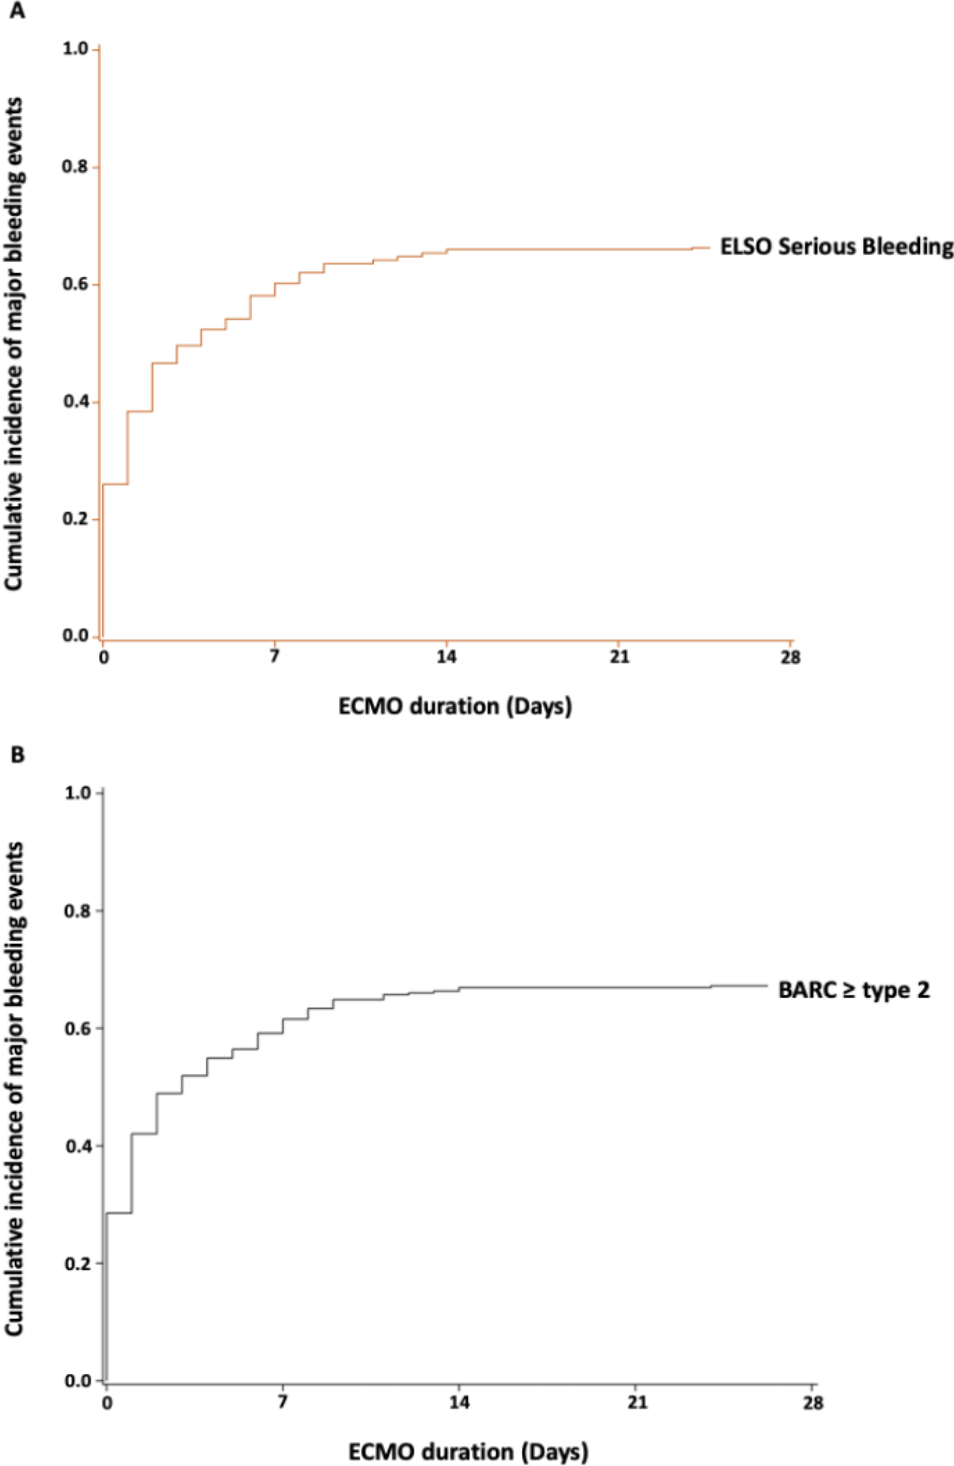 A
Cumulative incidence of major bleeding events
1.0
0.8
0.6
0.4
0.2
0.0
ELSO Serious Bleeding
0 7 14 21 28
ECMO duration (Days)
B
Cumulative incidence of major bleeding events
1.0
0.8
0.6
0.4
0.2
0.0
BARC ≥ type 2
0 7 14 21 28
ECMO duration (Days)